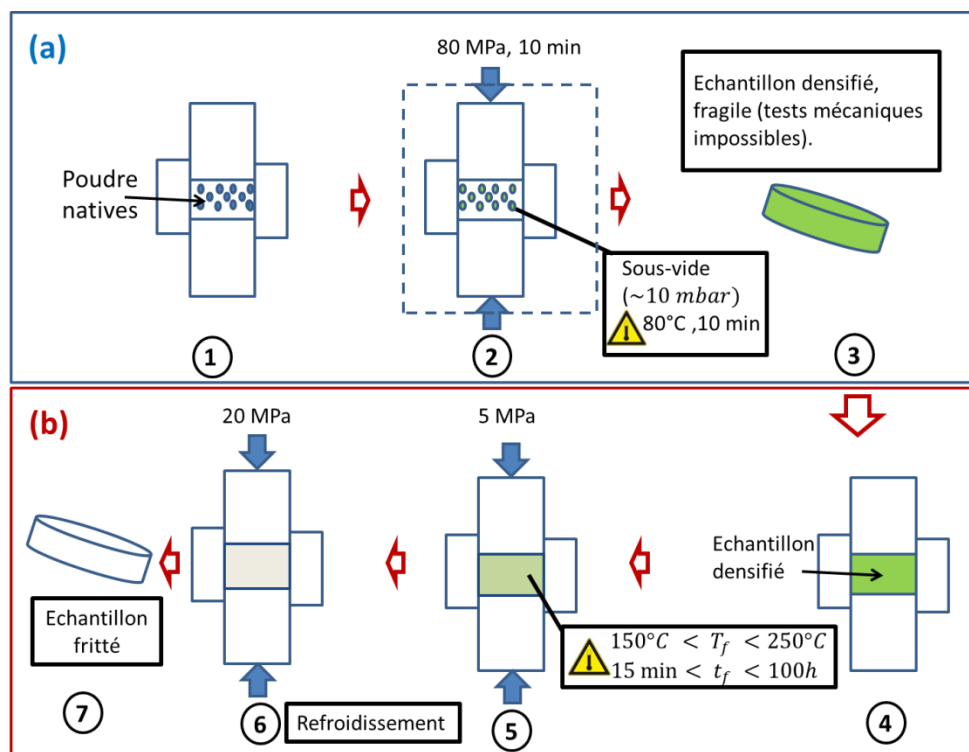 (a)
80 MPa, 10 min
Echantillon densifié,
fragile (tests mécaniques
impossibles).
Poudre
natives
Sous-vide
(~10 mbar)
80°C ,10 min
1
2
3
(b)
20 MPa
5 MPa
Echantillon
densifié
Echantillon
fritté
150°C < T_f < 250°C
15 min < t_f < 100h
7
6
Refroidissement
5
4